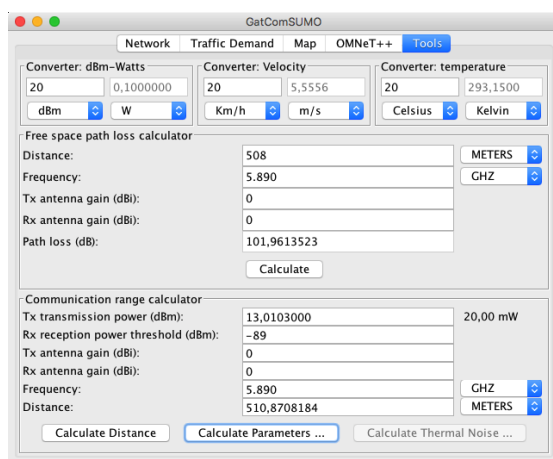 GatComSUMO
Network Traffic Demand Map OMNeT++ Tools
Converter: dBm-Watts Converter: Velocity Converter: temperature
20 0,1000000 20 5,5556 20 293,1500
dBm W Km/h m/s Celsius Kelvin
Free space path loss calculator
Distance: 508 METERS
Frequency: 5.890 GHZ
Tx antenna gain (dBi): 0
Rx antenna gain (dBi): 0
Path loss (dB): 101,9613523
Calculate
Communication range calculator
Tx transmission power (dBm): 13,0103000 20,00 mW
Rx reception power threshold (dBm): -89
Tx antenna gain (dBi): 0
Rx antenna gain (dBi): 0
Frequency: 5.890 GHZ
Distance: 510,8708184 METERS
Calculate Distance Calculate Parameters ... Calculate Thermal Noise ...